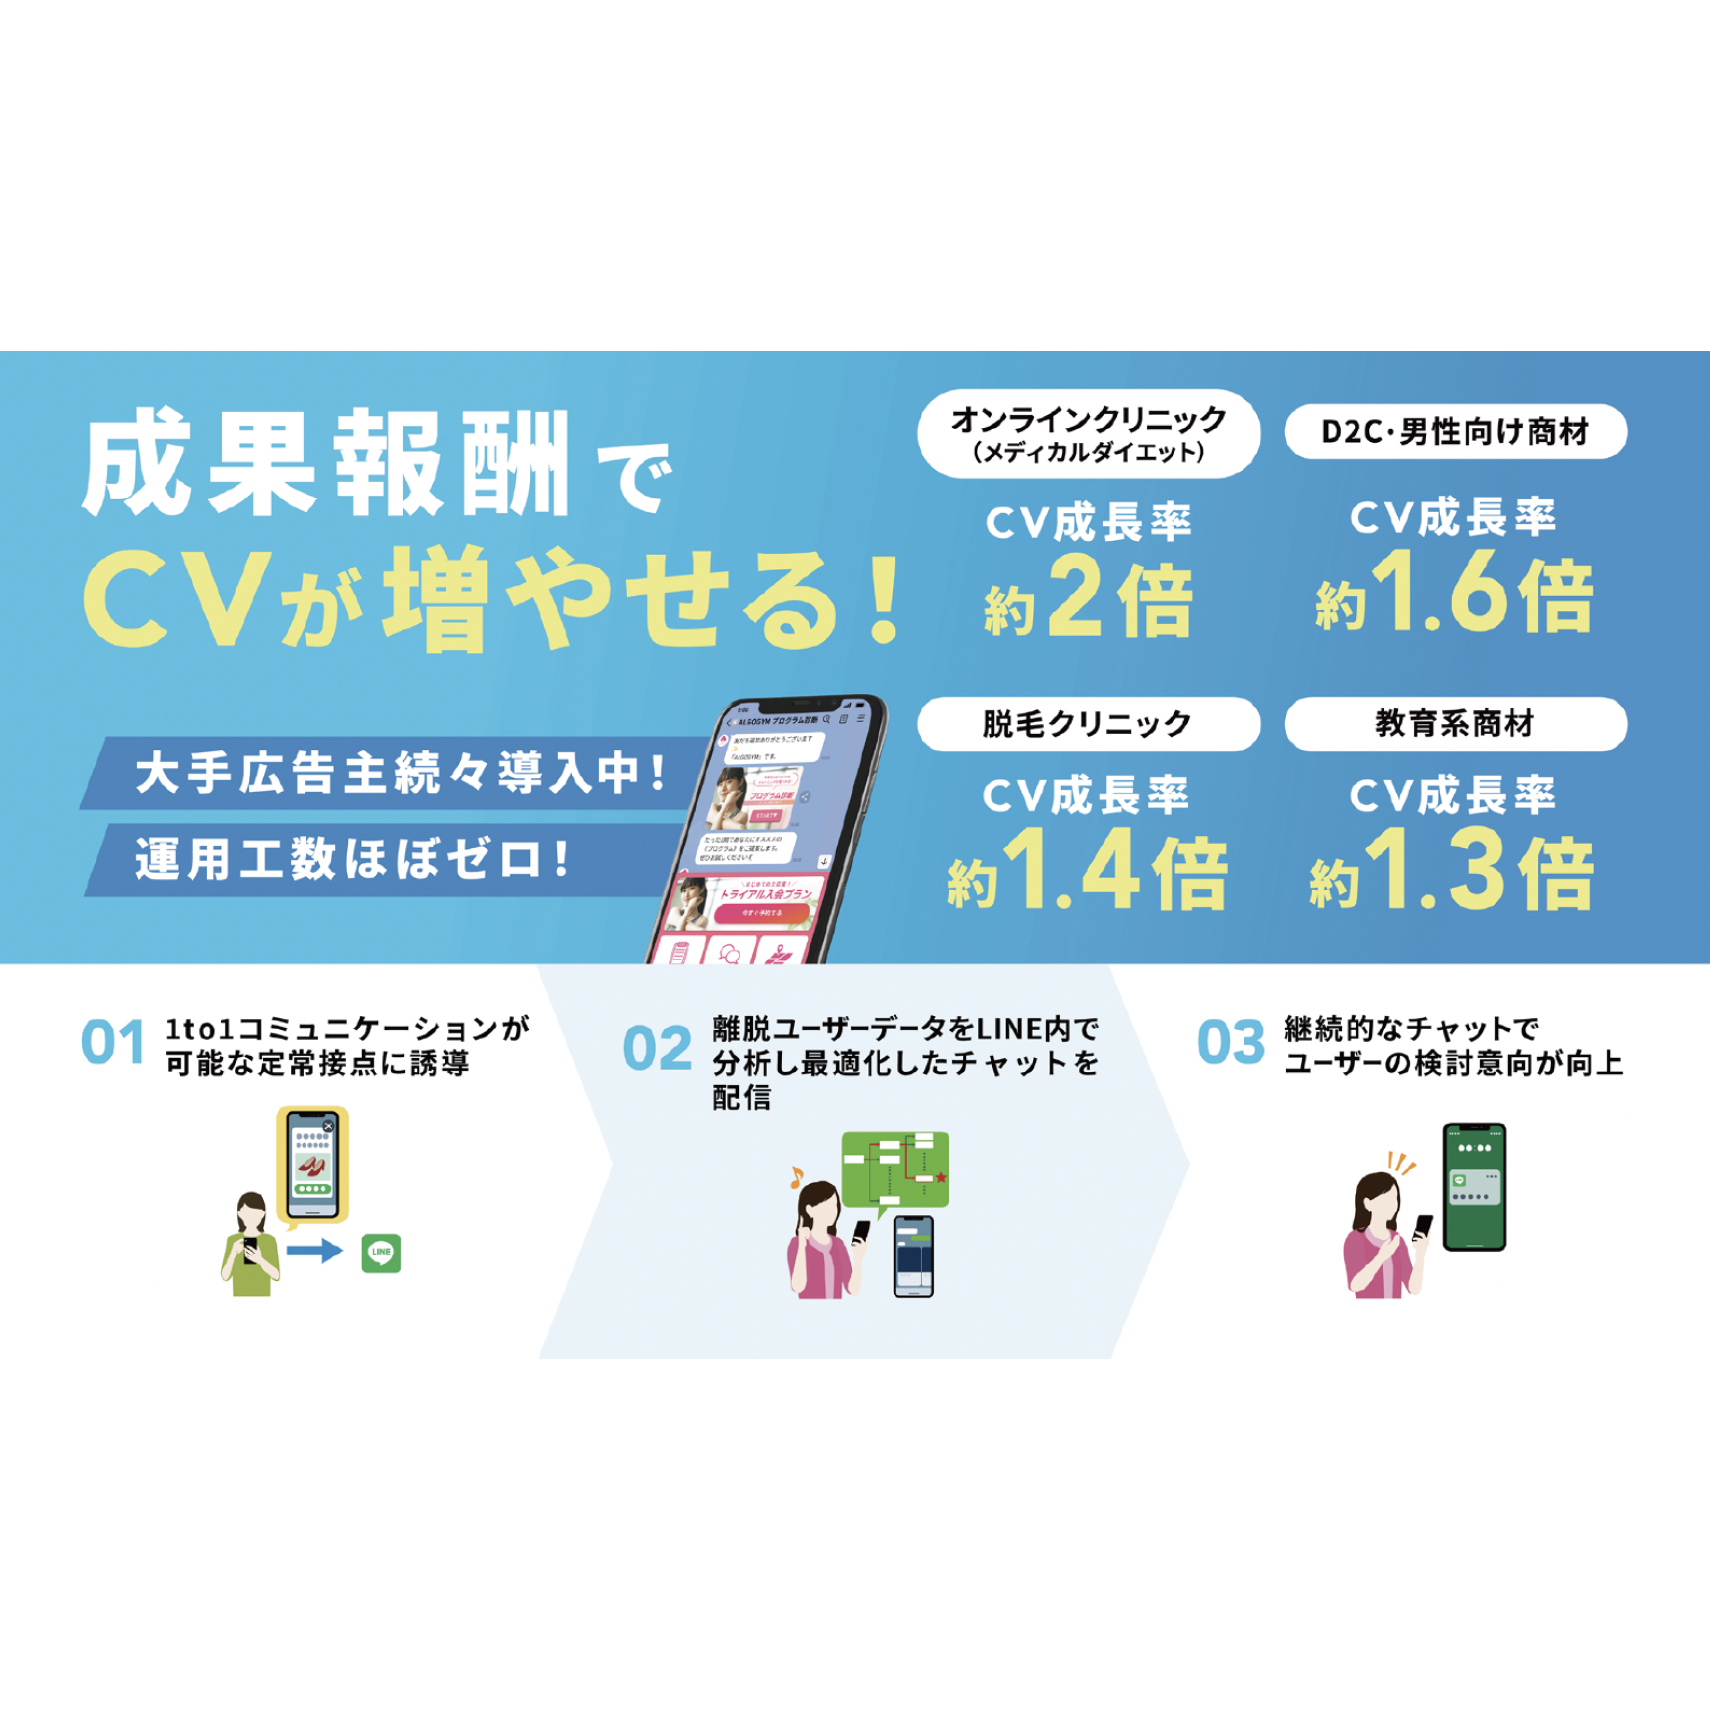 成果報酬で
CVが増やせる！
大手広告主続々導入中！
運用工数ほぼゼロ！
ALGOGYM プログラム診断
プログラム診断
トライアル入会プラン
今すぐ予約する
オンラインクリニック
（メディカルダイエット）
CV成長率
約2倍
D2C・男性向け商材
CV成長率
約1.6倍
脱毛クリニック
CV成長率
約1.4倍
教育系商材
CV成長率
約1.3倍
01
1to1コミュニケーションが
可能な定常接点に誘導
LINE
02
離脱ユーザーデータをLINE内で
分析し最適化したチャットを
配信
03
継続的なチャットで
ユーザーの検討意向が向上